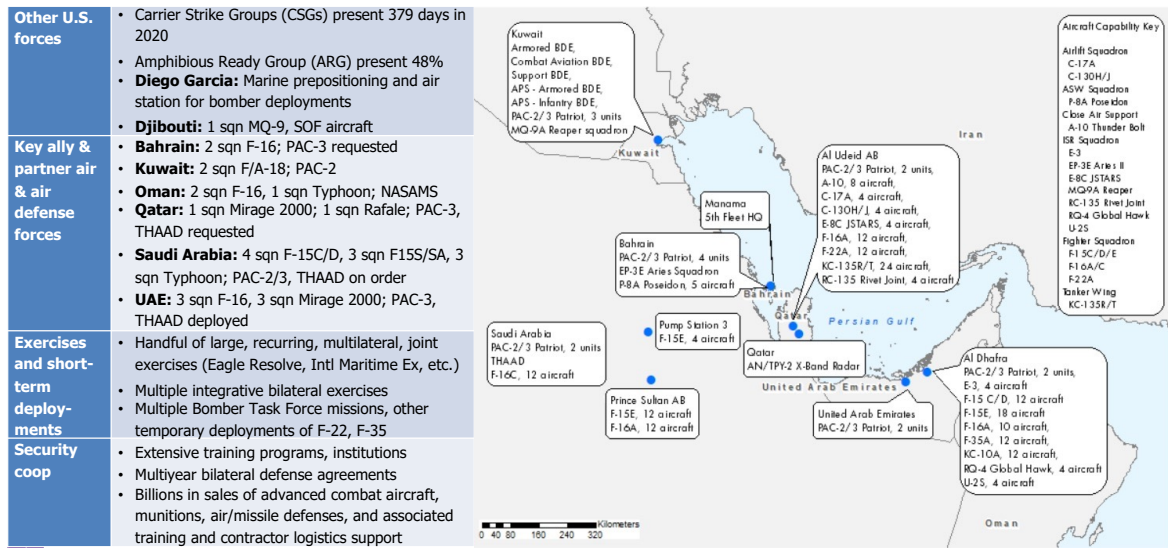 Other U.S.
forces
• Carrier Strike Groups (CSGs) present 379 days in
2020
• Amphibious Ready Group (ARG) present 48%
• Diego Garcia: Marine prepositioning and air
station for bomber deployments
• Djibouti: 1 sqn MQ-9, SOF aircraft
Key ally &
partner air
& air
defense
forces
• Bahrain: 2 sqn F-16; PAC-3 requested
• Kuwait: 2 sqn F/A-18; PAC-2
• Oman: 2 sqn F-16, 1 sqn Typhoon; NASAMS
• Qatar: 1 sqn Mirage 2000; 1 sqn Rafale; PAC-3,
THAAD requested
• Saudi Arabia: 4 sqn F-15C/D, 3 sqn F15S/SA, 3
sqn Typhoon; PAC-2/3, THAAD on order
• UAE: 3 sqn F-16, 3 sqn Mirage 2000; PAC-3,
THAAD deployed
Exercises
and short-
term
deploy-
ments
• Handful of large, recurring, multilateral, joint
exercises (Eagle Resolve, Intl Maritime Ex, etc.)
• Multiple integrative bilateral exercises
• Multiple Bomber Task Force missions, other
temporary deployments of F-22, F-35
Security
coop
• Extensive training programs, institutions
• Multiyear bilateral defense agreements
• Billions in sales of advanced combat aircraft,
munitions, air/missile defenses, and associated
training and contractor logistics support
Kuwait
Armored BDE,
Combat Aviation BDE,
Support BDE,
APS - Armored BDE,
APS - Infantry BDE,
PAC-2/3 Patriot, 3 units
MQ-9A Reaper squadron
Kuwait
Iran
Manama
5th Fleet HQ
Bahrain
PAC-2/3 Patriot, 4 units
EP-3E Aries Squadron
P-8A Poseidon, 5 aircraft
Bahrain
Al Udeid AB
PAC-2/3 Patriot, 2 units,
A-10, 8 aircraft,
C-17A, 4 aircraft,
C-130H/J, 4 aircraft,
E-8C JSTARS, 4 aircraft,
F-16A, 12 aircraft,
F-22A, 12 aircraft,
KC-135R/T, 24 aircraft,
RC-135 Rivet Joint, 4 aircraft
Qatar
Persian Gulf
Saudi Arabia
PAC-2/3 Patriot, 2 units
THAAD
F-16C, 12 aircraft
Pump Station 3
F-15E, 4 aircraft
Qatar
AN/TPY-2 X-Band Radar
Prince Sultan AB
F-15E, 12 aircraft
F-16A, 12 aircraft
United Arab Emirates
United Arab Emirates
PAC-2/3 Patriot, 2 units
Al Dhafra
PAC-2/3 Patriot, 2 units,
E-3, 4 aircraft
F-15 C/D, 12 aircraft,
F-15E, 18 aircraft,
F-16A, 10 aircraft,
F-35A, 12 aircraft,
KC-10A, 12 aircraft,
RQ-4 Global Hawk, 4 aircraft
U-2S, 4 aircraft
Oman
Kilometers
0 40 80 160 240 320
Aircraft Capability Key
Airlift Squadron
C-17A
C-130H/J
ASW Squadron
P-8A Poseidon
Close Air Support
A-10 Thunder Bolt
ISR Squadron
E-3
EP-3E Aries II
E-8C JSTARS
MQ9A Reaper
RC-135 Rivet Joint
RQ-4 Global Hawk
U-2S
Fighter Squadron
F-15C/D/E
F-16A/C
F-22A
Tanker Wing
KC-135R/T